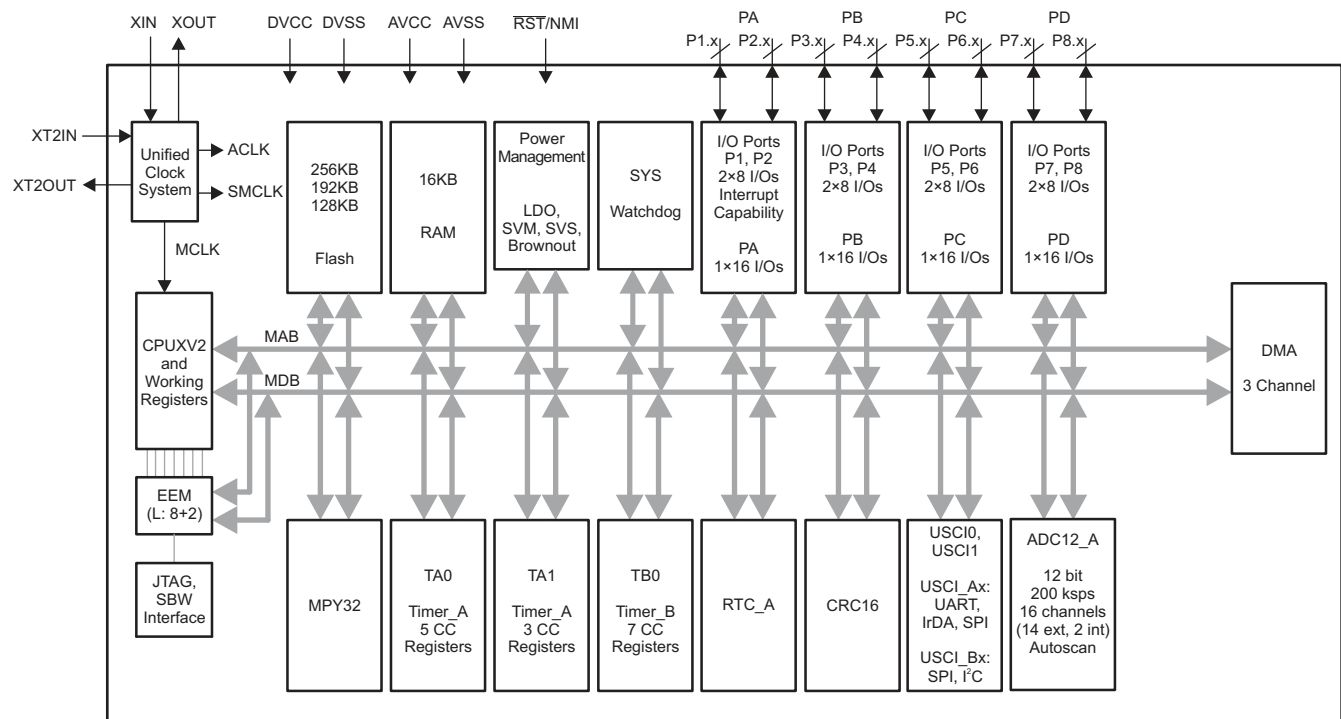 XIN XOUT DVCC DVSS AVCC AVSS RST/NMI PA PB PC PD
P1.x P2.x P3.x P4.x P5.x P6.x P7.x P8.x
XT2IN
XT2OUT
Unified
Clock
System
ACLK
SMCLK
MCLK
256KB
192KB
128KB
Flash
16KB
RAM
Power
Management
LDO,
SVM, SVS,
Brownout
SYS
Watchdog
I/O Ports
P1, P2
2×8 I/Os
Interrupt
Capability
PA
1×16 I/Os
I/O Ports
P3, P4
2×8 I/Os
PB
1×16 I/Os
I/O Ports
P5, P6
2×8 I/Os
PC
1×16 I/Os
I/O Ports
P7, P8
2×8 I/Os
PD
1×16 I/Os
CPUXV2
and
Working
Registers
MAB
MDB
DMA
3 Channel
EEM
(L: 8+2)
JTAG,
SBW
Interface
MPY32
TA0
Timer_A
5 CC
Registers
TA1
Timer_A
3 CC
Registers
TB0
Timer_B
7 CC
Registers
RTC_A
CRC16
USCI0,
USCI1
USCI_Ax:
UART,
IrDA, SPI
USCI_Bx:
SPI, I²C
ADC12_A
12 bit
200 ksps
16 channels
(14 ext, 2 int)
Autoscan